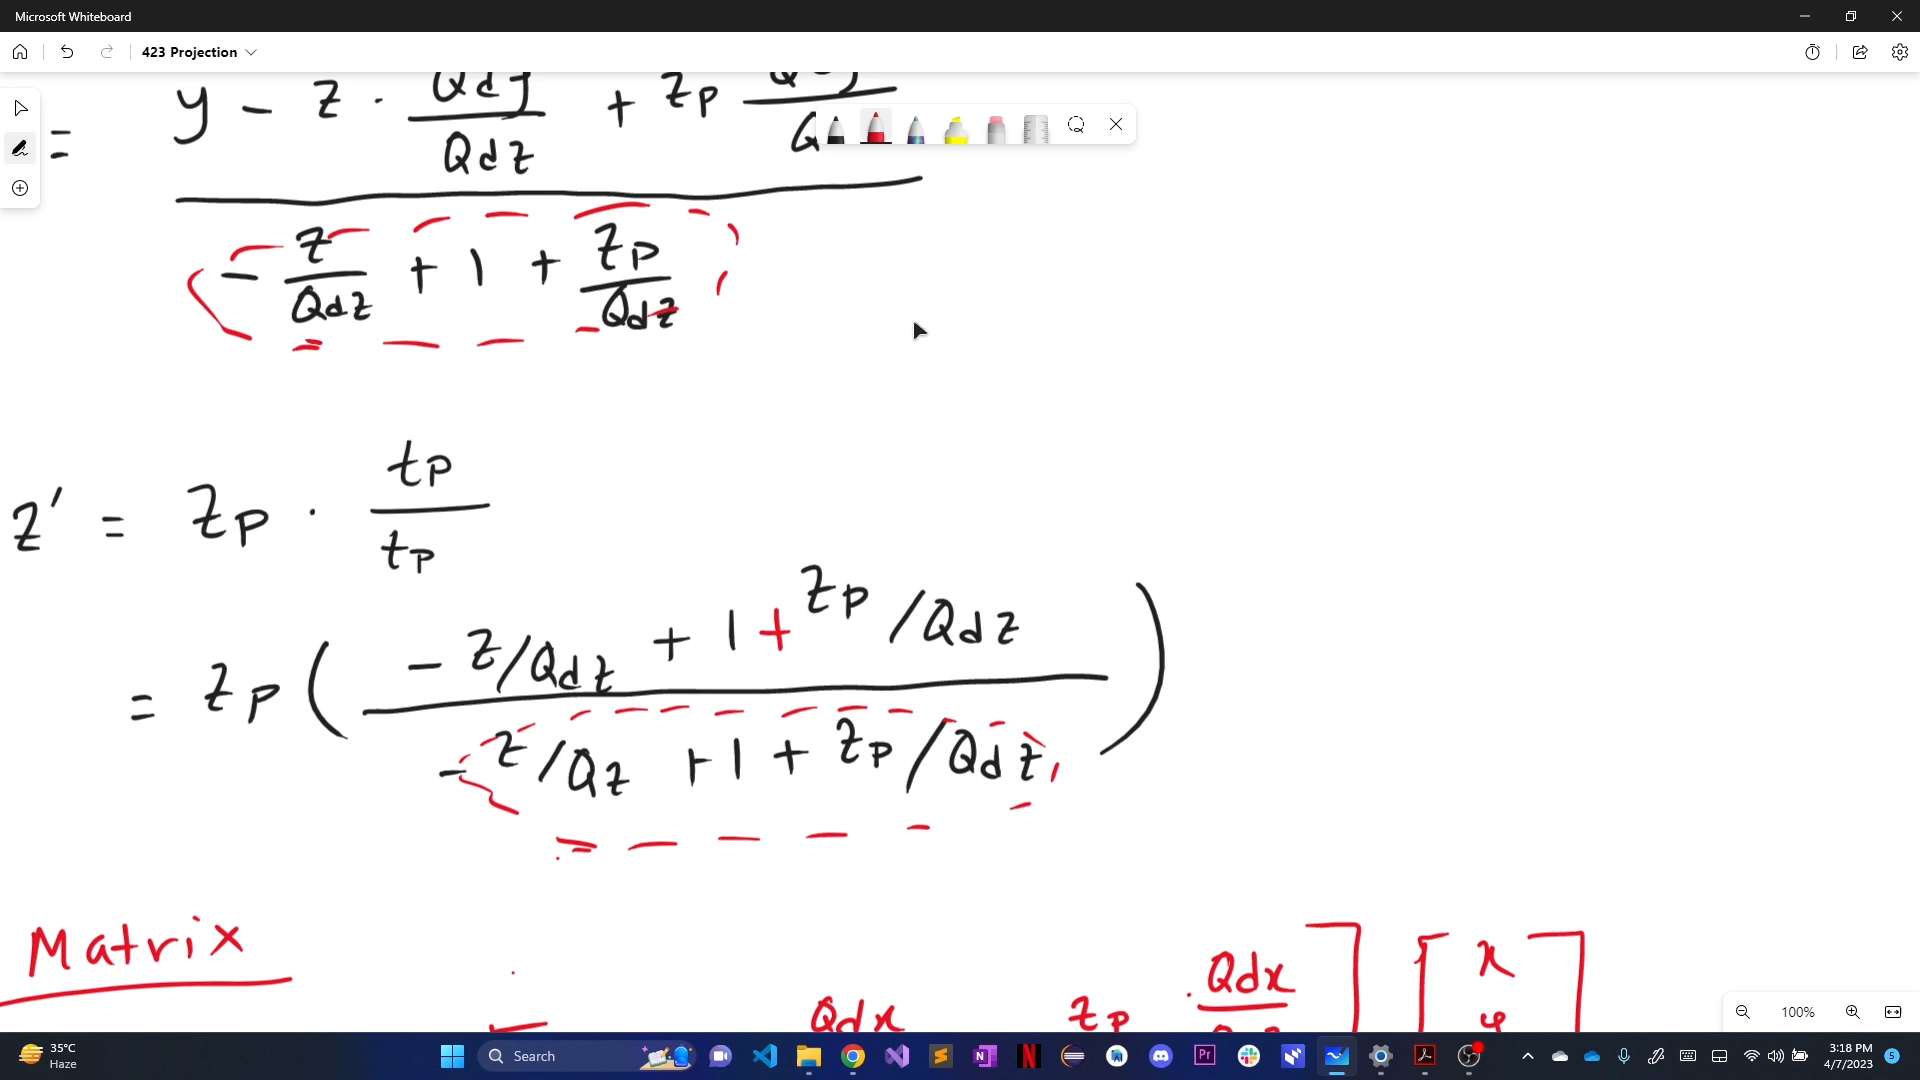 Microsoft Whiteboard
423 Projection
= y - z · Qdy / Qdz + zp
- z/Qdz + 1 + zp/Qdz
z' = zp · tp/tp
= zp ( - z/Qdz + 1 + zp/Qdz
- z/Qz + 1 + zp/Qdz )
Matrix
Qdx
x
Qdx
zp
y
100%
35°C
Haze
Search
3:18 PM
4/7/2023
5